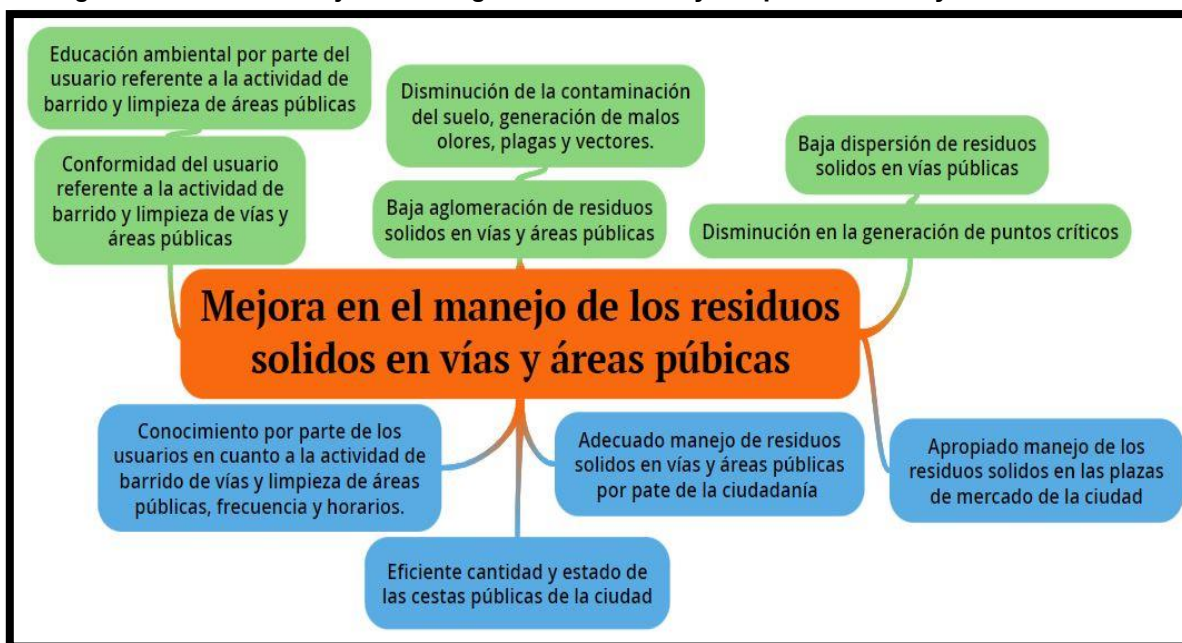 Educación ambiental por parte del
usuario referente a la actividad de
barrido y limpieza de áreas públicas
Conformidad del usuario
referente a la actividad de
barrido y limpieza de vías y
áreas públicas
Disminución de la contaminación
del suelo, generación de malos
olores, plagas y vectores.
Baja aglomeración de residuos
solidos en vías y áreas públicas
Baja dispersión de residuos
solidos en vías públicas
Disminución en la generación de puntos críticos
Mejora en el manejo de los residuos
solidos en vías y áreas púbicas
Conocimiento por parte de los
usuarios en cuanto a la actividad de
barrido de vías y limpieza de áreas
públicas, frecuencia y horarios.
Adecuado manejo de residuos
solidos en vías y áreas públicas
por pate de la ciudadanía
Apropiado manejo de los
residuos solidos en las plazas
de mercado de la ciudad
Eficiente cantidad y estado de
las cestas públicas de la ciudad